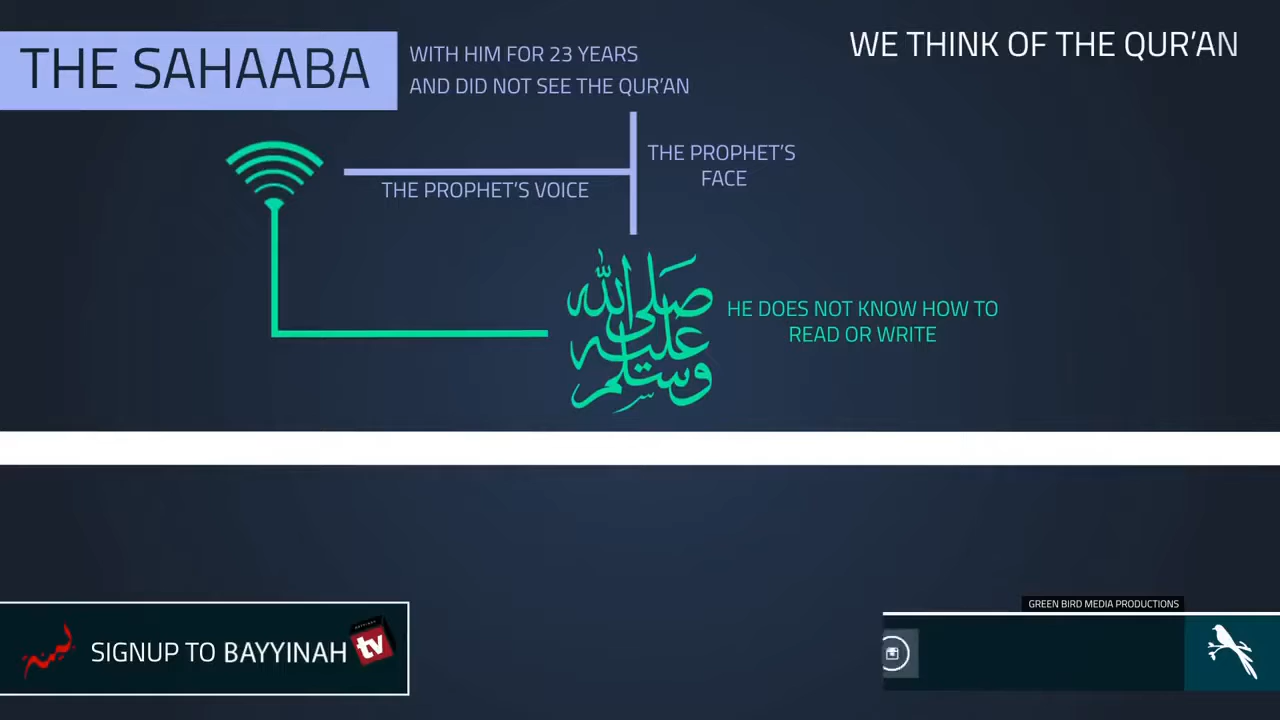 THE SAHAABA
WITH HIM FOR 23 YEARS
AND DID NOT SEE THE QUR'AN
WE THINK OF THE QUR'AN
THE PROPHET'S
FACE
THE PROPHET'S VOICE
صلى الله
عليه
وسلم
HE DOES NOT KNOW HOW TO
READ OR WRITE
GREEN BIRD MEDIA PRODUCTIONS
SIGNUP TO BAYYINAH tv